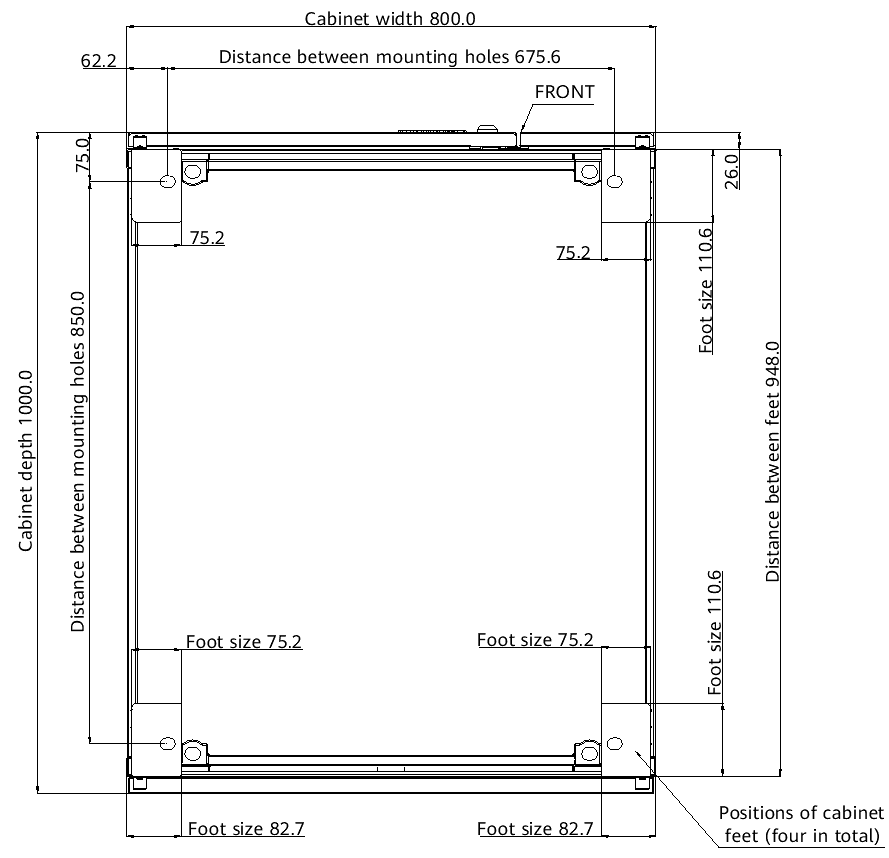 Cabinet width 800.0
Distance between mounting holes 675.6
62.2
FRONT
75.0
26.0
75.2
75.2
Foot size 110.6
Distance between mounting holes 850.0
Cabinet depth 1000.0
Distance between feet 948.0
Foot size 110.6
Foot size 75.2
Foot size 75.2
Foot size 82.7
Foot size 82.7
Positions of cabinet
feet (four in total)